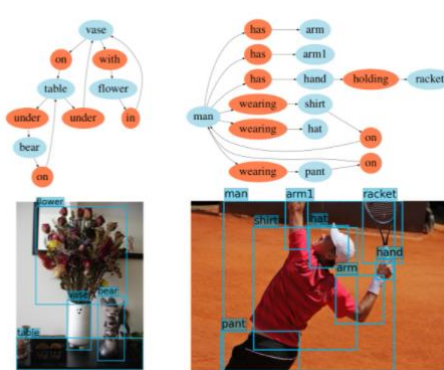 vase
on
with
table
flower
under
under
in
bear
on
has
arm
has
arm1
has
hand
holding
racket
man
wearing
shirt
wearing
hat
on
on
wearing
pant
flower
vase
bear
table
man
arm1
racket
shirt
hat
hand
arm
pant